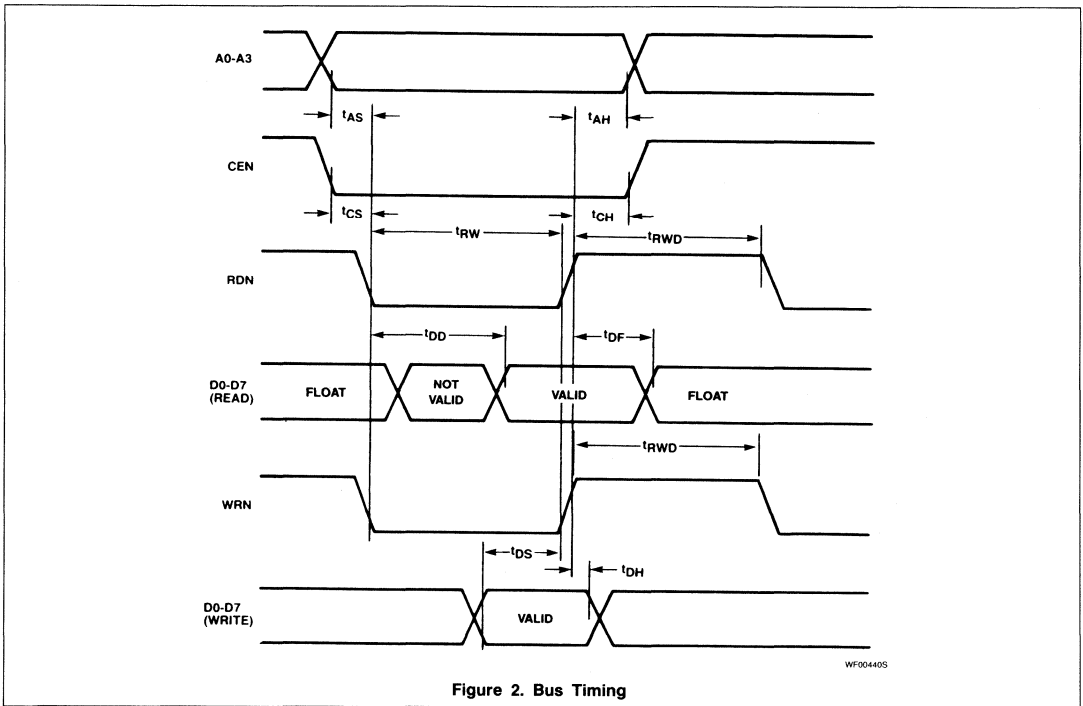 A0-A3
tAS
tAH
CEN
tCS
tCH
tRW
tRWD
RDN
tDD
tDF
D0-D7
(READ)
FLOAT
NOT
VALID
VALID
FLOAT
tRWD
WRN
tDS
tDH
D0-D7
(WRITE)
VALID
WF00440S
Figure 2. Bus Timing